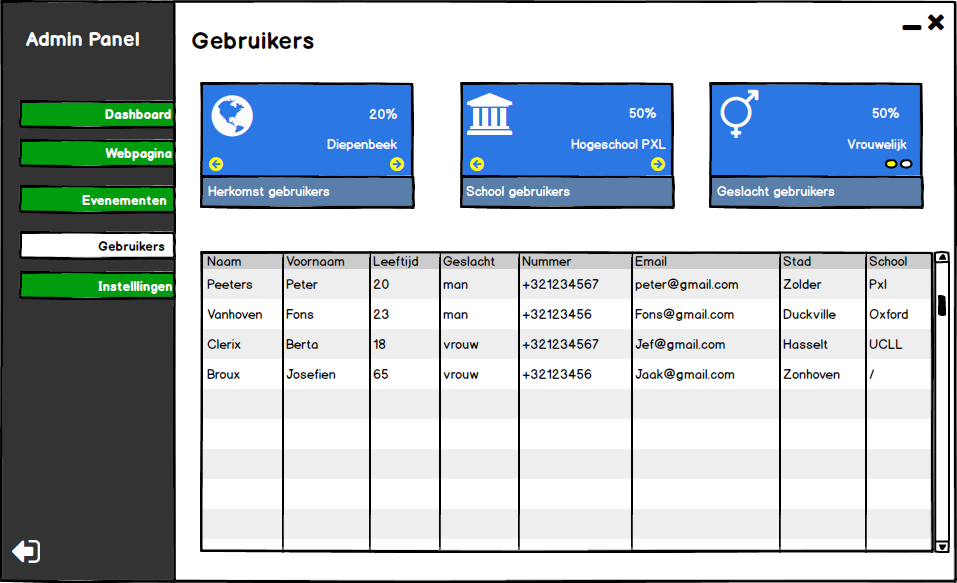 Admin Panel
Dashboard
Webpagina
Evenementen
Gebruikers
Instelllingen
Gebruikers
20%
Diepenbeek
Herkomst gebruikers
50%
Hogeschool PXL
School gebruikers
50%
Vrouwelijk
Geslacht gebruikers
Naam Voornaam Leeftijd Geslacht Nummer Email Stad School
Peeters Peter 20 man +321234567 peter@gmail.com Zolder Pxl
Vanhoven Fons 23 man +32123456 Fons@gmail.com Duckville Oxford
Clerix Berta 18 vrouw +321234567 Jef@gmail.com Hasselt UCLL
Broux Josefien 65 vrouw +32123456 Jaak@gmail.com Zonhoven /